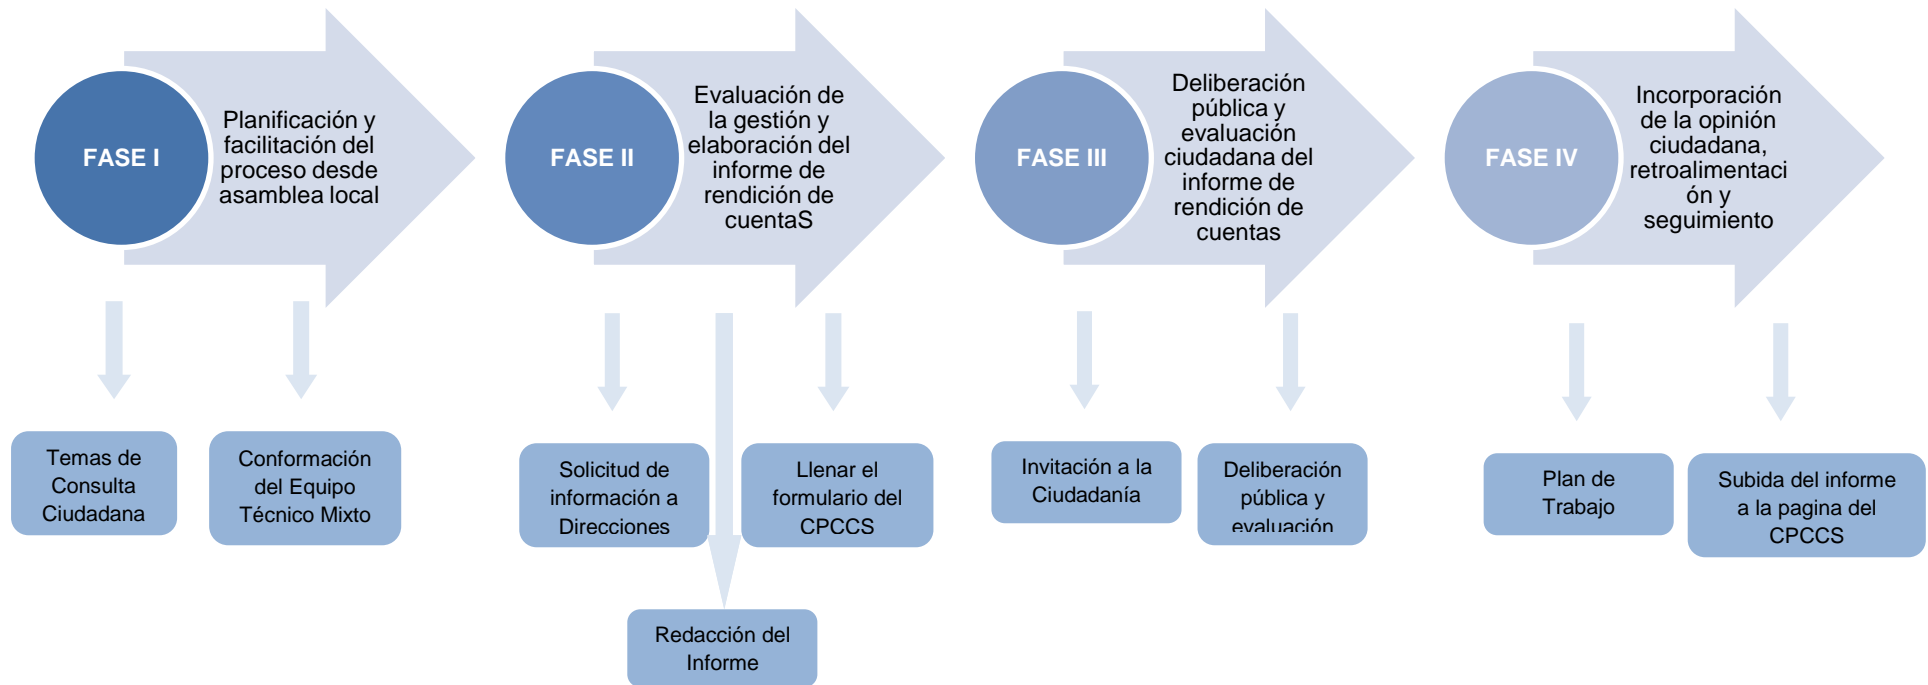 FASE I
Planificación y
facilitación del
proceso desde
asamblea local
FASE II
Evaluación de
la gestión y
elaboración del
informe de
rendición de
cuentaS
FASE III
Deliberación
pública y
evaluación
ciudadana del
informe de
rendición de
cuentas
FASE IV
Incorporación
de la opinión
ciudadana,
retroalimentaci
ón y
seguimiento
Temas de
Consulta
Ciudadana
Conformación
del Equipo
Técnico Mixto
Solicitud de
información a
Direcciones
Llenar el
formulario del
CPCCS
Redacción del
Informe
Invitación a la
Ciudadanía
Deliberación
pública y
evaluación
Plan de
Trabajo
Subida del informe
a la pagina del
CPCCS